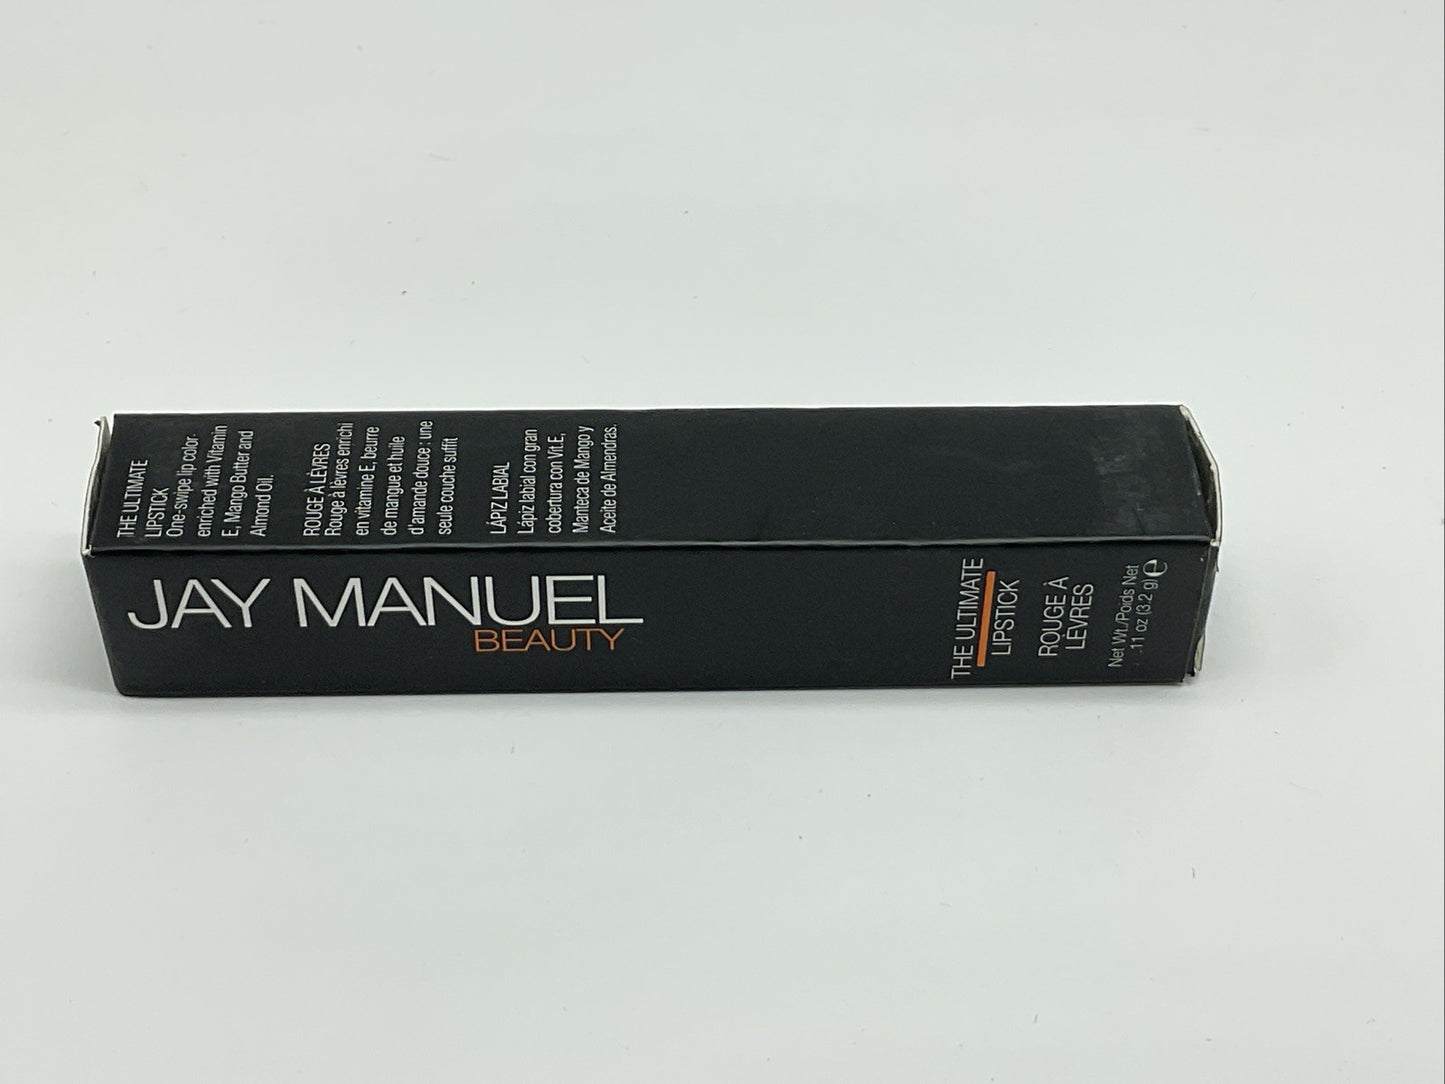 THE ULTIMATE
LIPSTICK
One-swipe lip color
enriched with Vitamin
E, Mango Butter and
Almond Oil.
ROUGE À LÈVRES
Rouge à lèvres enrichi
en vitamine E, beurre
de mangue et huile
d'amande douce : une
seule couche suffit
LÁPIZ LABIAL
Lápiz labial con gran
cobertura con Vit.E,
Manteca de Mango y
Aceite de Almendras.
JAY MANUEL
BEAUTY
THE ULTIMATE
LIPSTICK
ROUGE À
LÈVRES
Net Wt./Poids Net
.11 oz (3.2 g) ℮